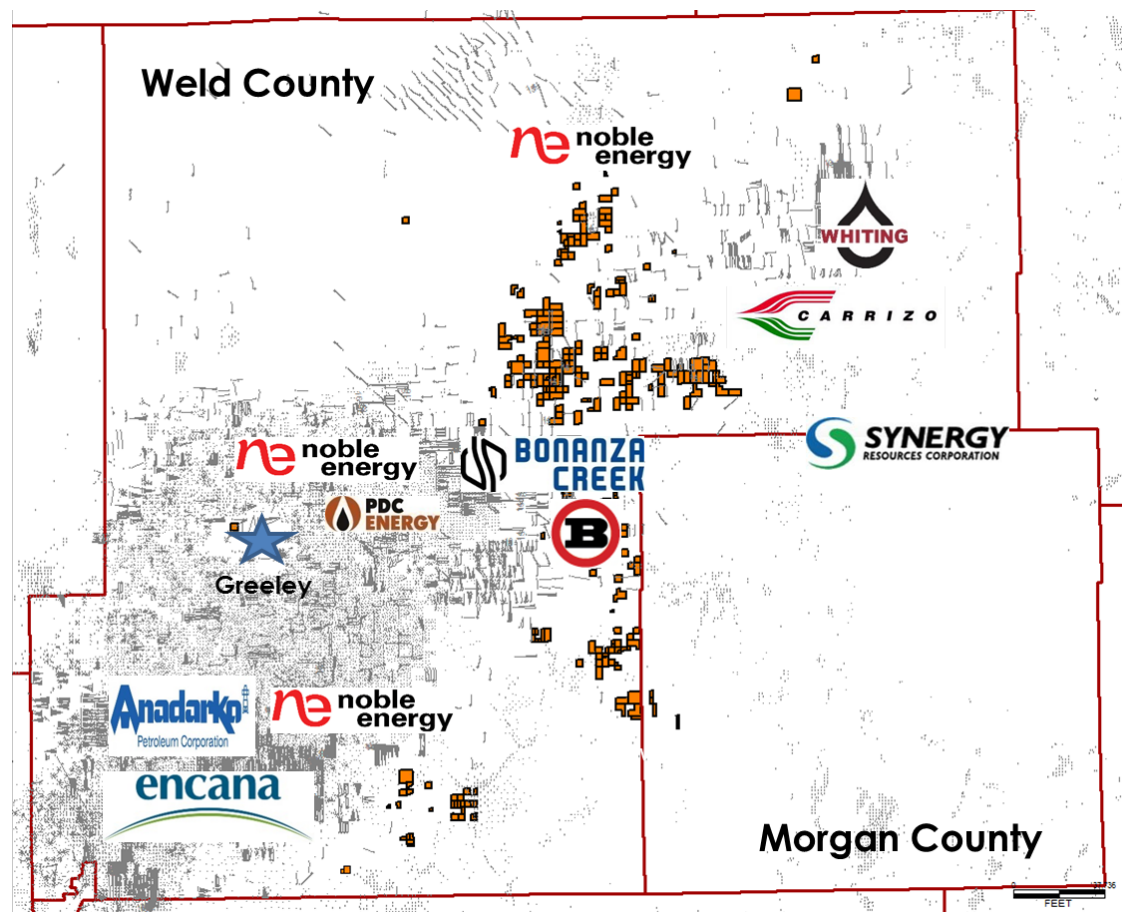 Weld County
noble
energy
WHITING
CARRIZO
SYNERGY
RESOURCES CORPORATION
noble
energy
BONANZA
CREEK
PDC
ENERGY
B
Greeley
Anadarko
Petroleum Corporation
noble
energy
encana
Morgan County
0
FEET